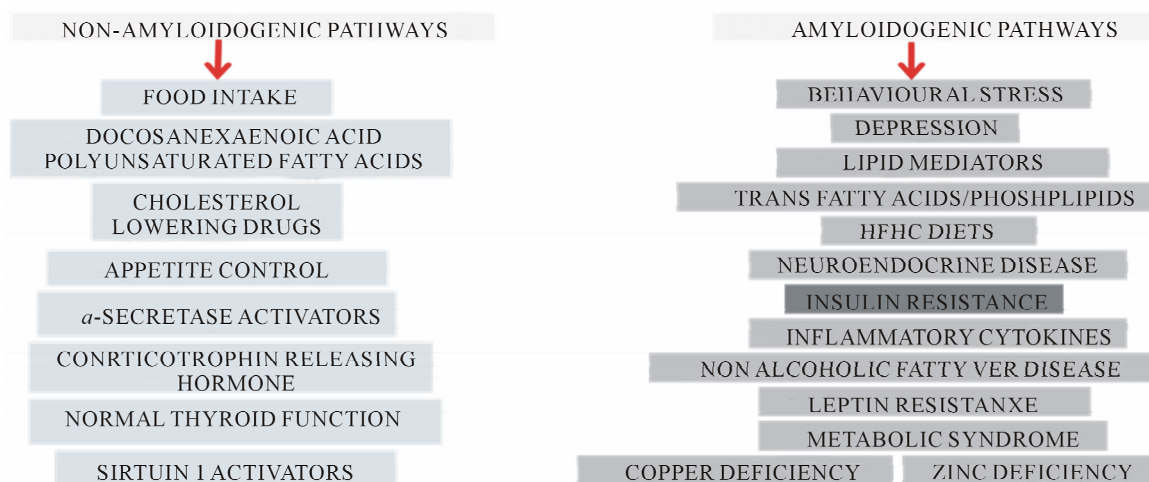 NON-AMYLOIDOGENIC PATHWAYS
FOOD INTAKE
DOCOSANEXAENOIC ACID
POLYUNSATURATED FATTY ACIDS
CHOLESTEROL
LOWERING DRUGS
APPETITE CONTROL
a-SECRETASE ACTIVATORS
CONRTICOTROPHIN RELEASING
HORMONE
NORMAL THYROID FUNCTION
SIRTUIN 1 ACTIVATORS
AMYLOIDOGENIC PATHWAYS
BEHAVIOURAL STRESS
DEPRESSION
LIPID MEDIATORS
TRANS FATTY ACIDS/PHOSHPLIPIDS
HFHC DIETS
NEUROENDOCRINE DISEASE
INSULIN RESISTANCE
INFLAMMATORY CYTOKINES
NON ALCOHOLIC FATTY VER DISEASE
LEPTIN RESISTANXE
METABOLIC SYNDROME
COPPER DEFICIENCY
ZINC DEFICIENCY